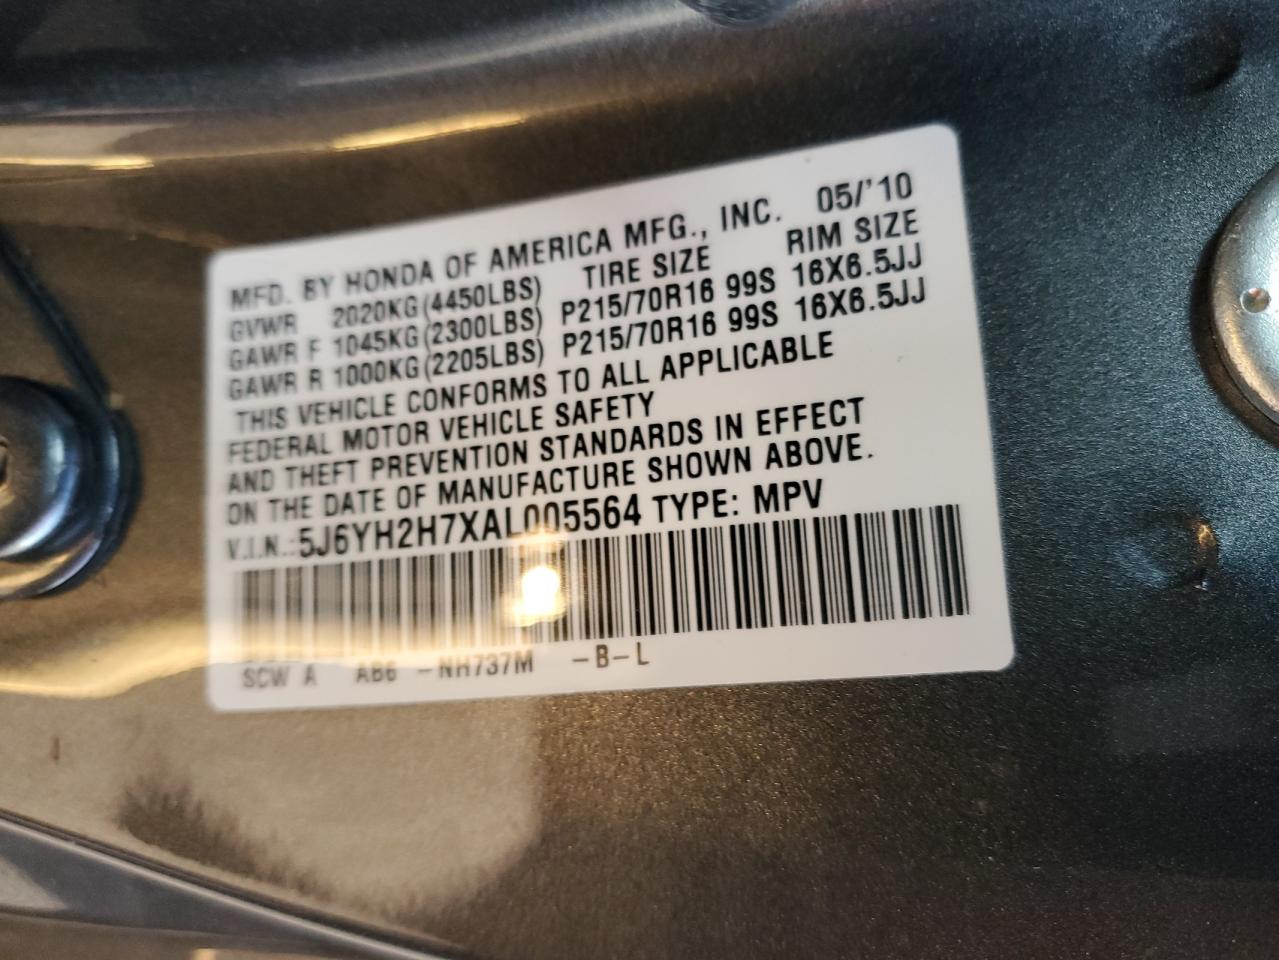 MFD. BY HONDA OF AMERICA MFG., INC. 05/'10
GVWR 2020KG(4450LBS) TIRE SIZE RIM SIZE
GAWR F 1045KG(2300LBS) P215/70R16 99S 16X6.5JJ
GAWR R 1000KG(2205LBS) P215/70R16 99S 16X6.5JJ
THIS VEHICLE CONFORMS TO ALL APPLICABLE
FEDERAL MOTOR VEHICLE SAFETY
AND THEFT PREVENTION STANDARDS IN EFFECT
ON THE DATE OF MANUFACTURE SHOWN ABOVE.
V.I.N.:5J6YH2H7XAL005564 TYPE: MPV
SCW A AB6 -NH737M -B-L